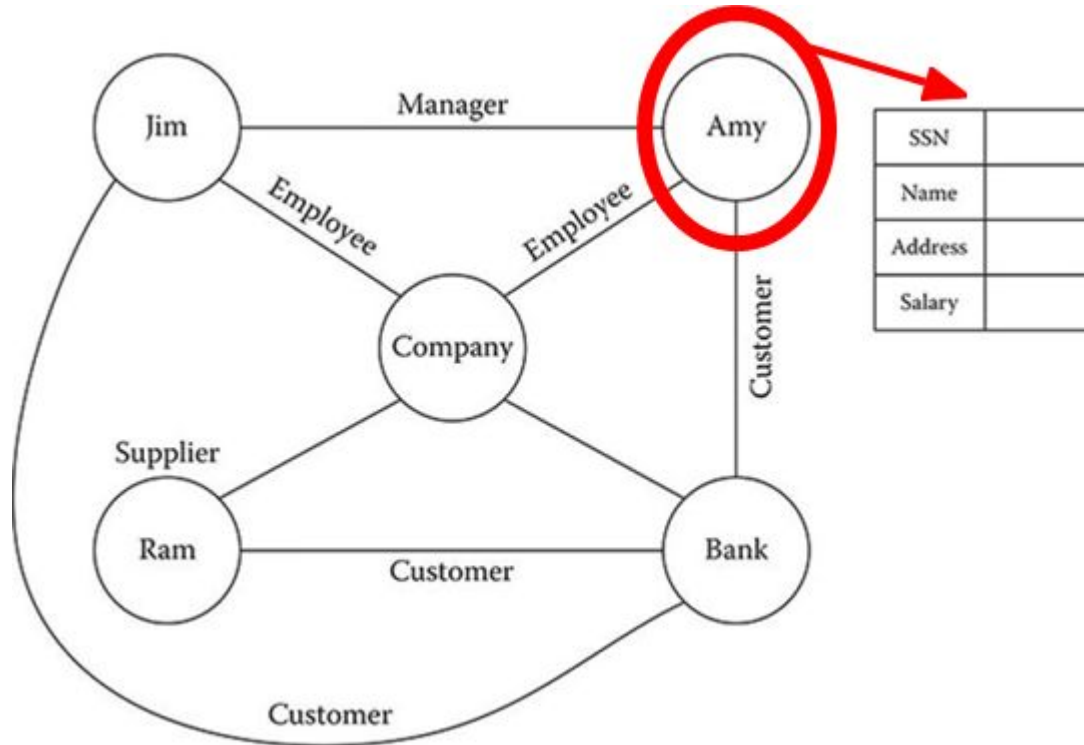 Jim
Manager
Amy
SSN
Name
Address
Salary
Employee
Employee
Company
Customer
Supplier
Ram
Customer
Bank
Customer